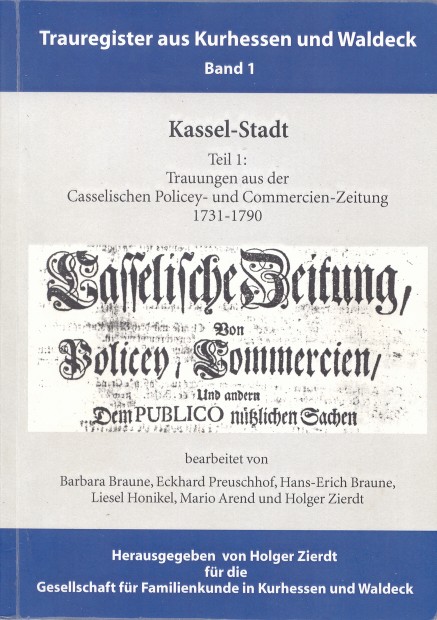 Trauregister aus Kurhessen und Waldeck
Band 1
Kassel-Stadt
Teil 1:
Trauungen aus der
Casselischen Policey- und Commercien-Zeitung
1731-1790
Casselische Zeitung,
Von
Policey, Commercien,
Und andern
Dem PUBLICO nützlichen Sachen
bearbeitet von
Barbara Braune, Eckhard Preuschhof, Hans-Erich Braune,
Liesel Honikel, Mario Arend und Holger Zierdt
Herausgegeben von Holger Zierdt
für die
Gesellschaft für Familienkunde in Kurhessen und Waldeck